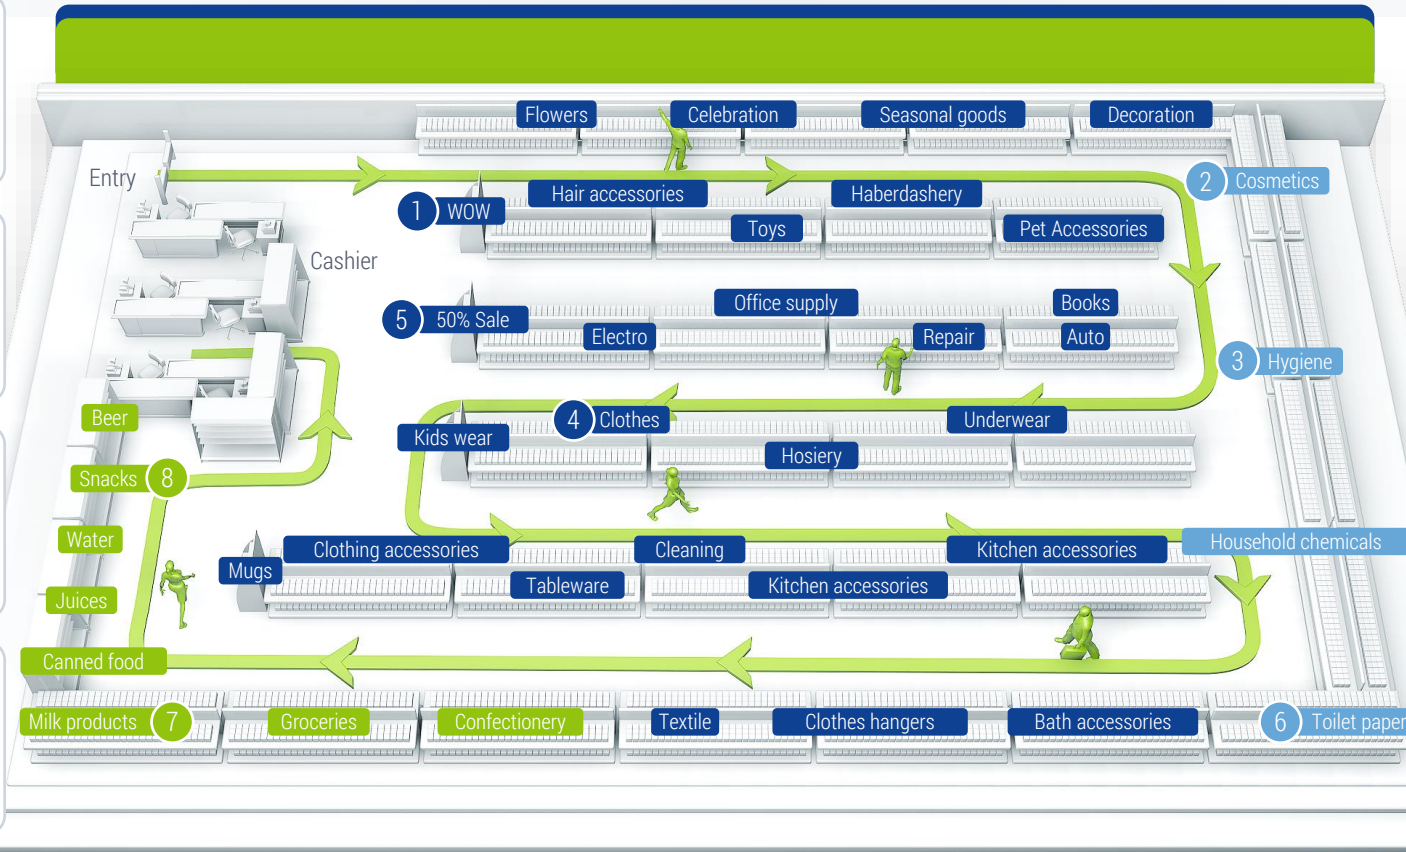 Flowers
Celebration
Seasonal goods
Decoration
Entry
2 Cosmetics
Hair accessories
Haberdashery
1 WOW
Toys
Pet Accessories
Cashier
Office supply
Books
5 50% Sale
Electro
Repair
Auto
3 Hygiene
Beer
4 Clothes
Underwear
Kids wear
Hosiery
Snacks 8
Water
Household chemicals
Clothing accessories
Cleaning
Kitchen accessories
Mugs
Tableware
Kitchen accessories
Juices
Canned food
Milk products 7
Groceries
Confectionery
Textile
Clothes hangers
Bath accessories
6 Toilet paper